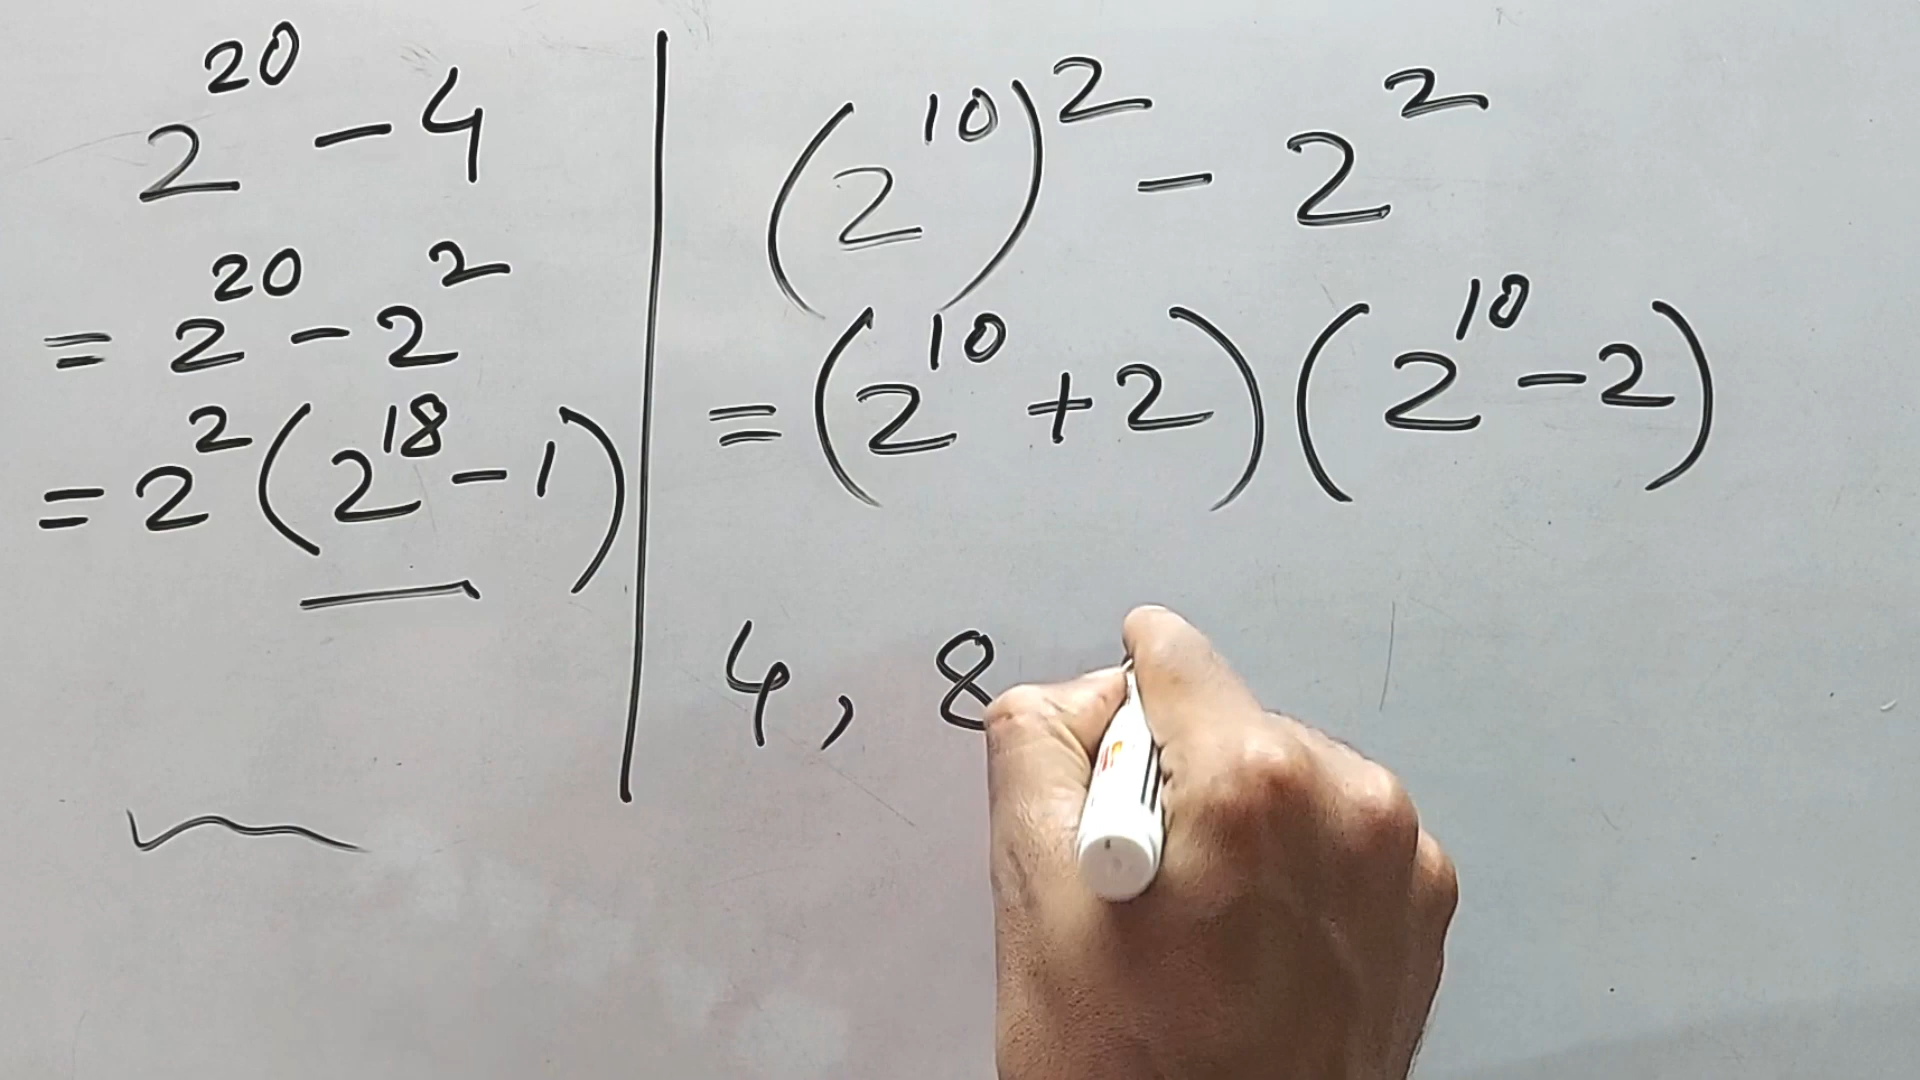 2^20 - 4
= 2^20 - 2^2
= 2^2 (2^18 - 1)
(2^10)^2 - 2^2
= (2^10 + 2) (2^10 - 2)
4, 8